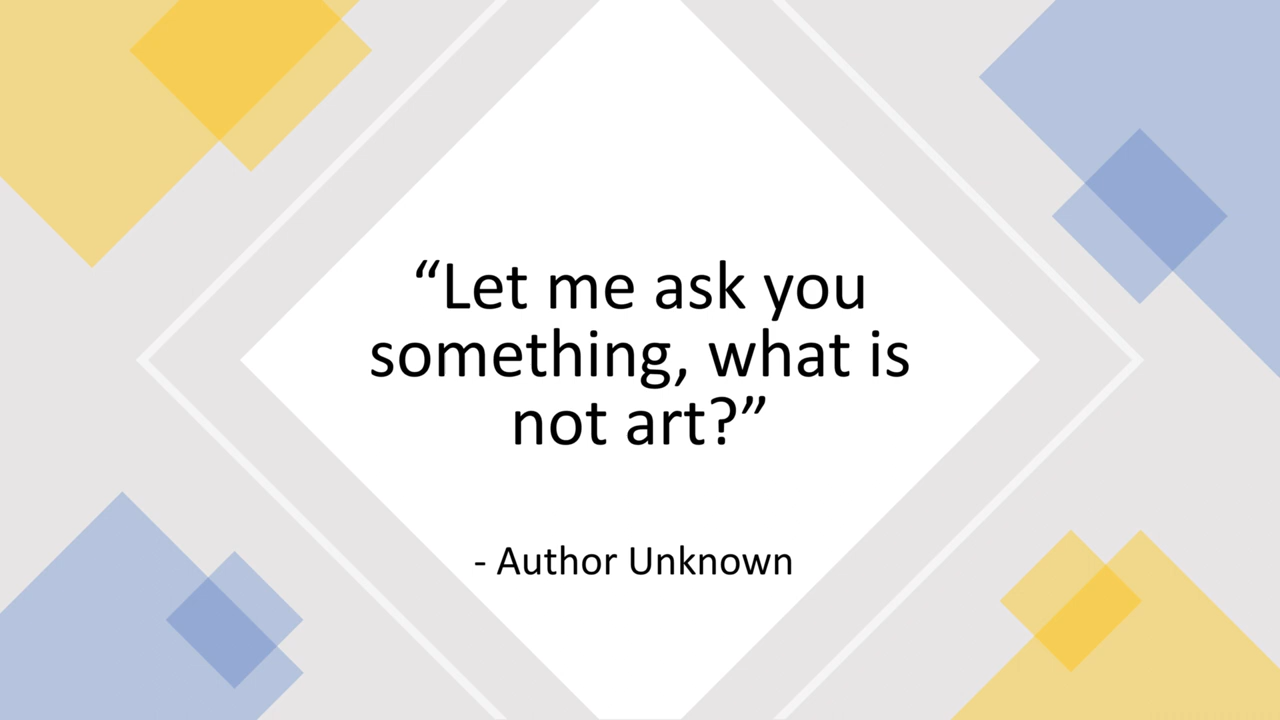 “Let me ask you
something, what is
not art?”
- Author Unknown